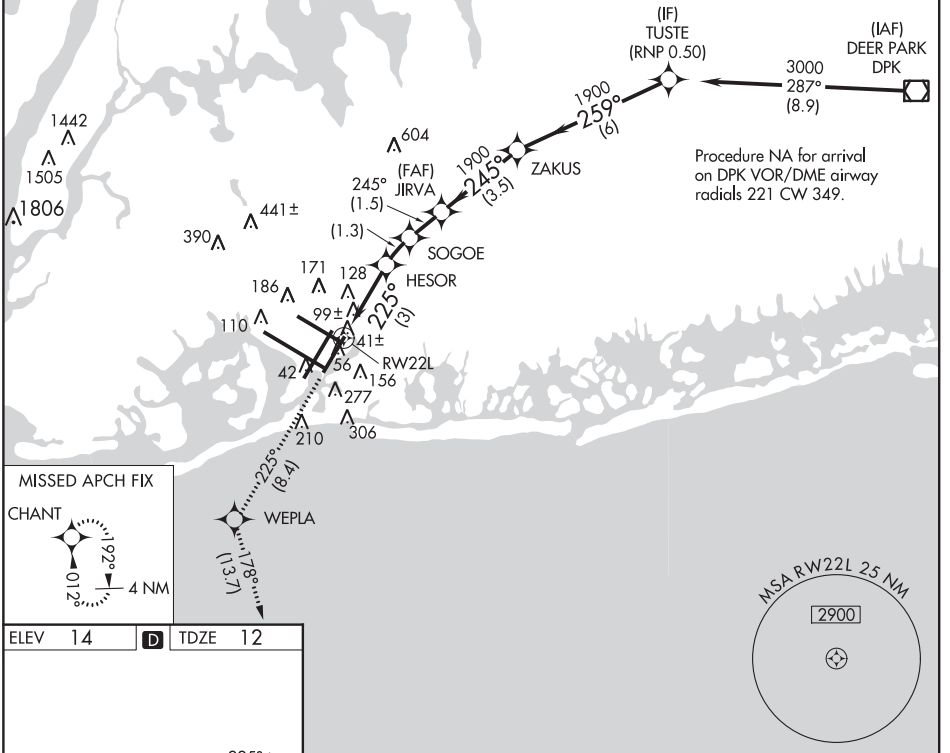 (IF)
TUSTE
(RNP 0.50)
(IAF)
DEER PARK
DPK
3000
287°
(8.9)
1900
259°
(6)
1442
1505
1806
604
ZAKUS
1900
245°
(3.5)
(FAF)
JIRVA
245°
(1.5)
(1.3)
Procedure NA for arrival
on DPK VOR/DME airway
radials 221 CW 349.
441±
390
SOGOE
HESOR
171
128
186
225°
(3)
99±
110
41±
56
RW22L
42
156
277
210
306
225°
(8.4)
MISSED APCH FIX
CHANT
192°
012°
4 NM
WEPLA
178°
(13.7)
MSA RW22L 25 NM
2900
ELEV 14 D TDZE 12